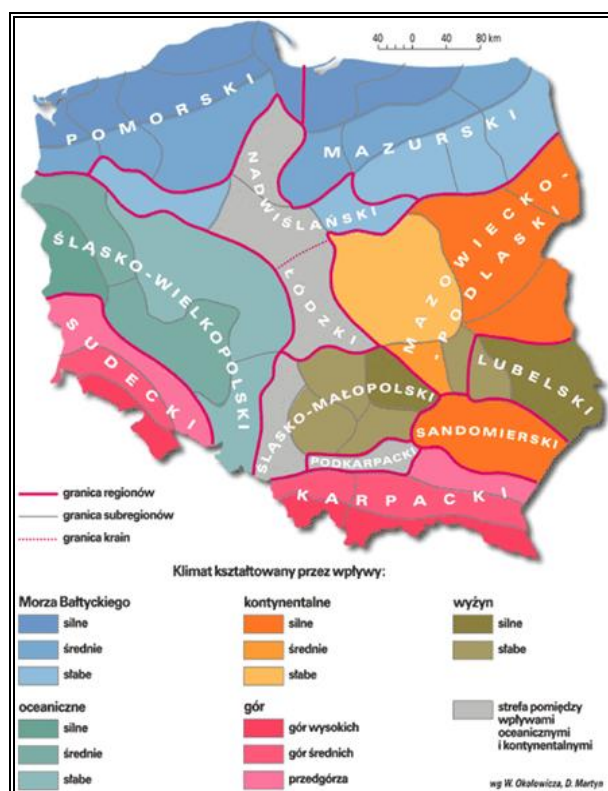 40 0 40 80 km
POMORSKI
MAZURSKI
NADWIŚLAŃSKI
MAZOWIECKO-
-PODLASKI
ŚLĄSKO-WIELKOPOLSKI
ŁÓDZKI
SUDECKI
LUBELSKI
ŚLĄSKO-MAŁOPOLSKI
SANDOMIERSKI
PODKARPACKI
KARPACKI
granica regionów
granica subregionów
granica krain
Klimat kształtowany przez wpływy:
Morza Bałtyckiego
silne
średnie
słabe
oceaniczne
silne
średnie
słabe
kontynentalne
silne
średnie
słabe
gór
gór wysokich
gór średnich
przedgórza
wyżyn
silne
słabe
strefa pomiędzy
wpływami
oceanicznymi
i kontynentalnymi
wg W. Okołowicza, D. Martyn